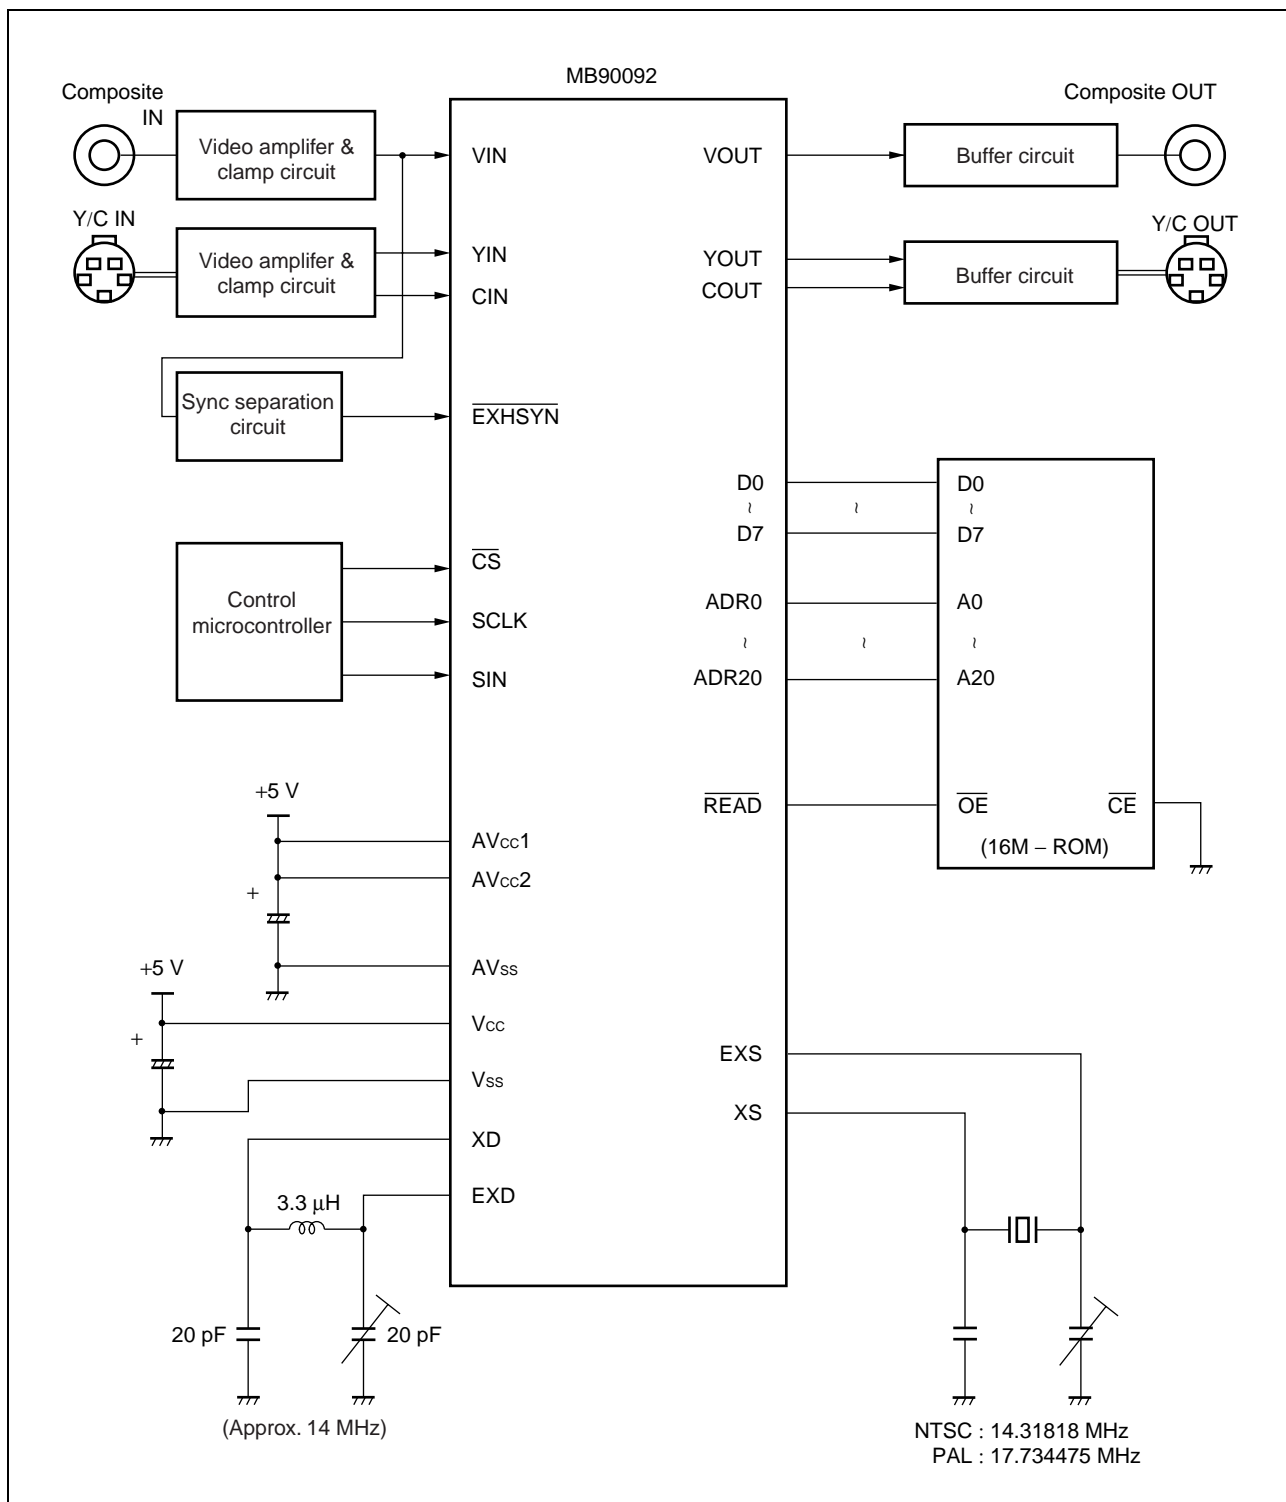 MB90092
Composite
IN
Video amplifer &
clamp circuit
VIN
Y/C IN
Video amplifer &
clamp circuit
YIN
CIN
Sync separation
circuit
EXHSYN
Control
microcontroller
CS
SCLK
SIN
+5 V
AVcc1
AVcc2
+
AVss
+5 V
Vcc
+
Vss
XD
EXD
3.3 μH
20 pF
20 pF
(Approx. 14 MHz)
Composite OUT
VOUT
Buffer circuit
Y/C OUT
YOUT
COUT
Buffer circuit
D0
~
D7
~
D0
~
D7
ADR0
~
ADR20
~
A0
~
A20
READ
OE
CE
(16M – ROM)
EXS
XS
NTSC : 14.31818 MHz
PAL : 17.734475 MHz